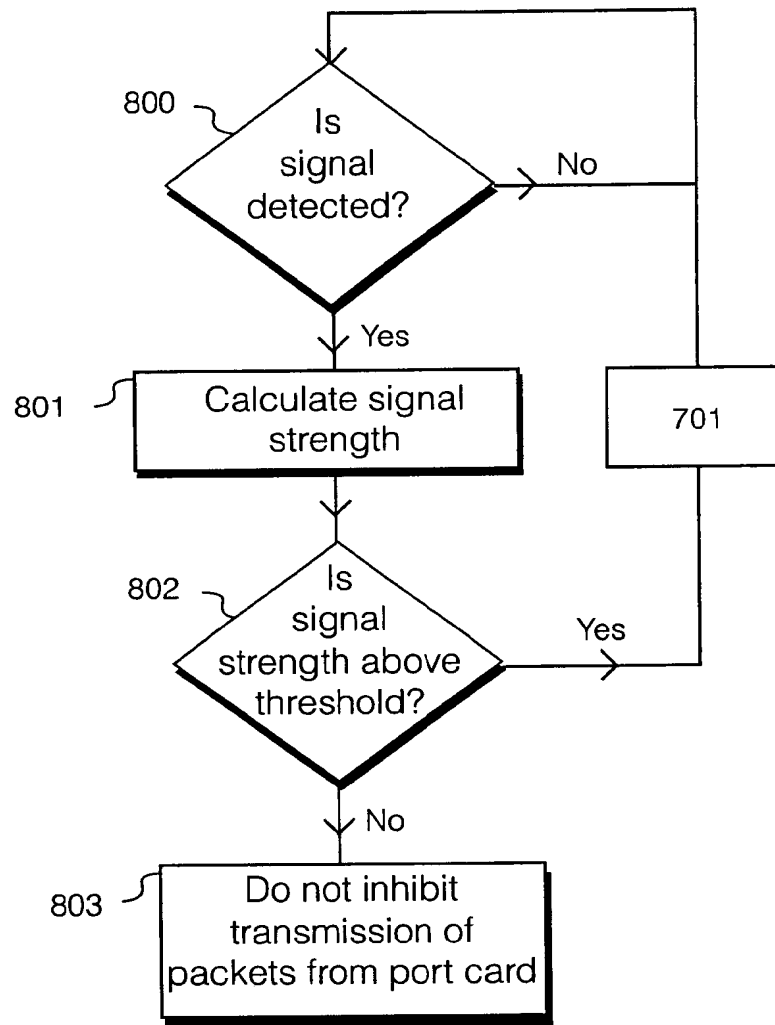 800
Is
signal
detected?
No
Yes
801
Calculate signal
strength
701
802
Is
signal
strength above
threshold?
Yes
No
803
Do not inhibit
transmission of
packets from port card